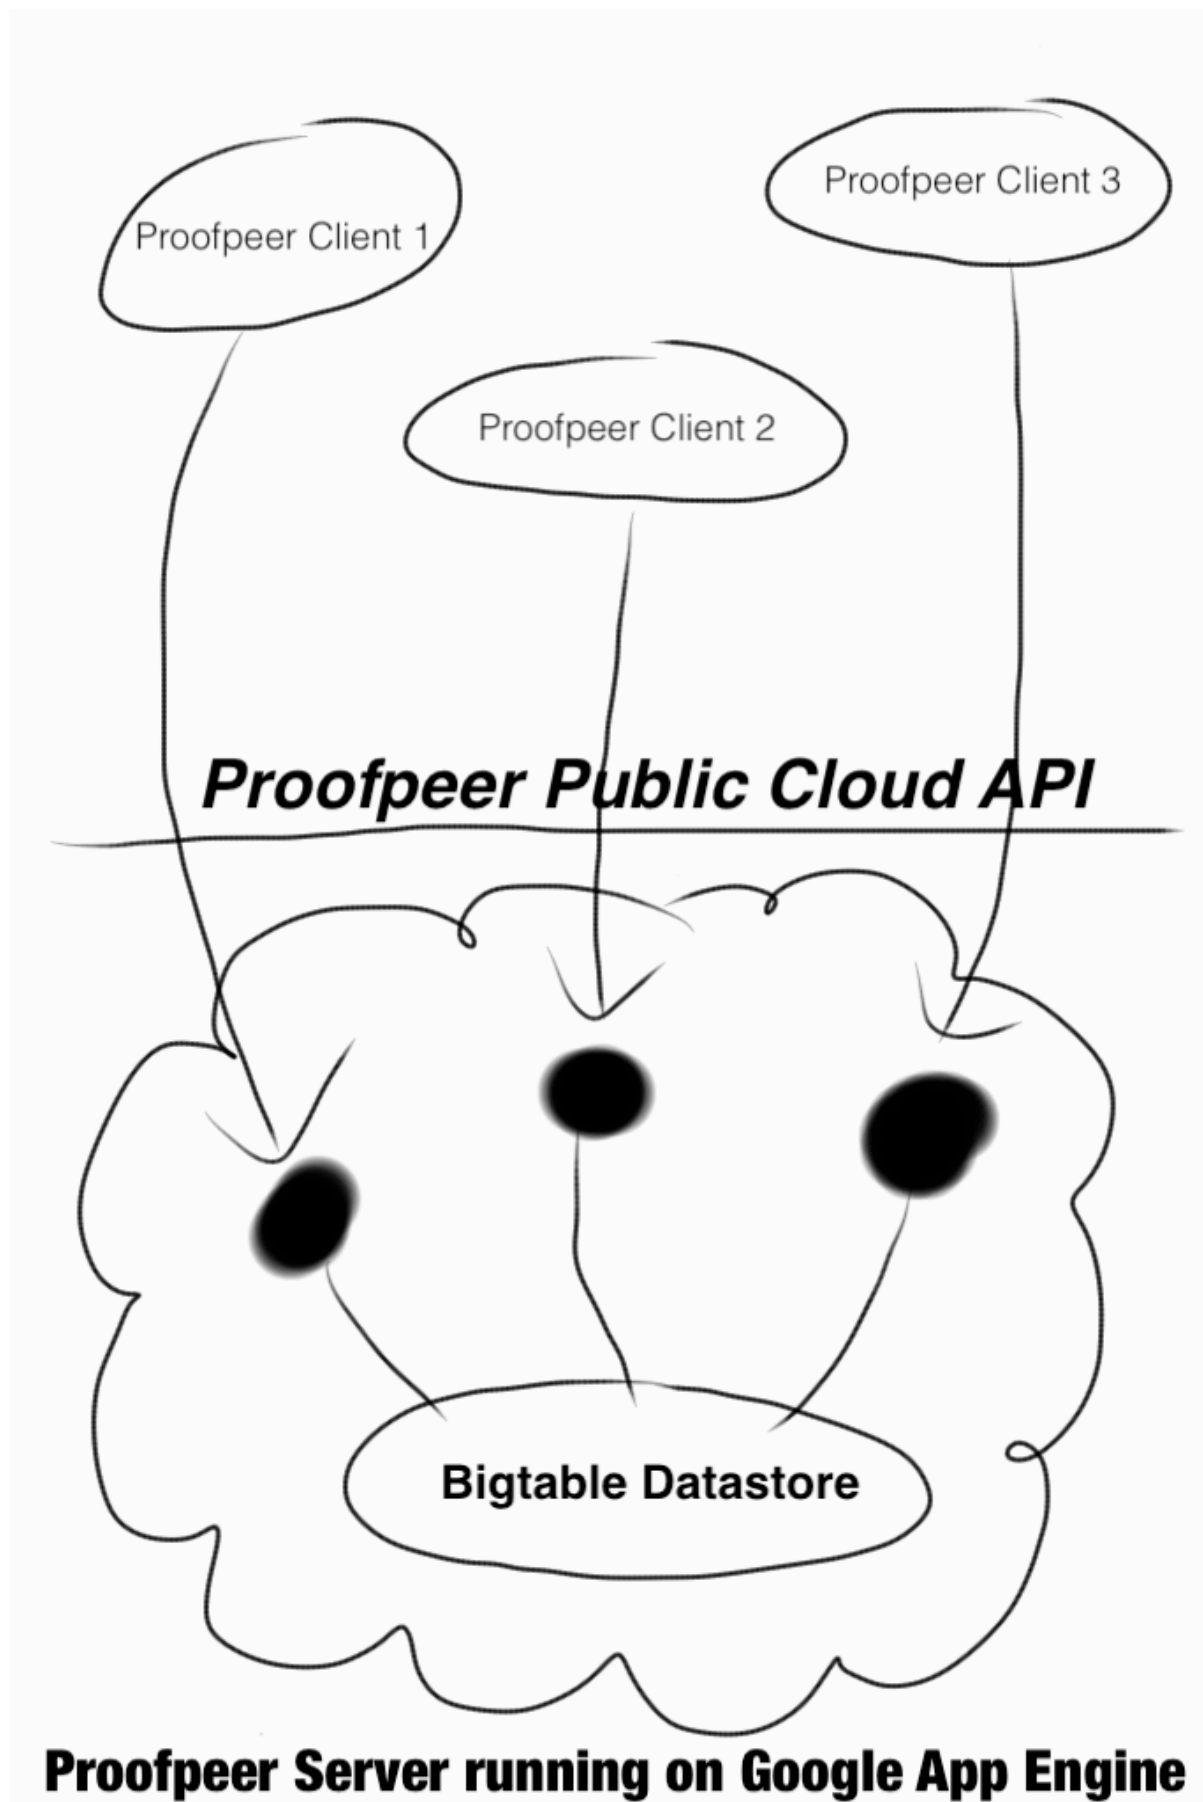 Proofpeer Client 1
Proofpeer Client 3
Proofpeer Client 2
Proofpeer Public Cloud API
Bigtable Datastore
Proofpeer Server running on Google App Engine